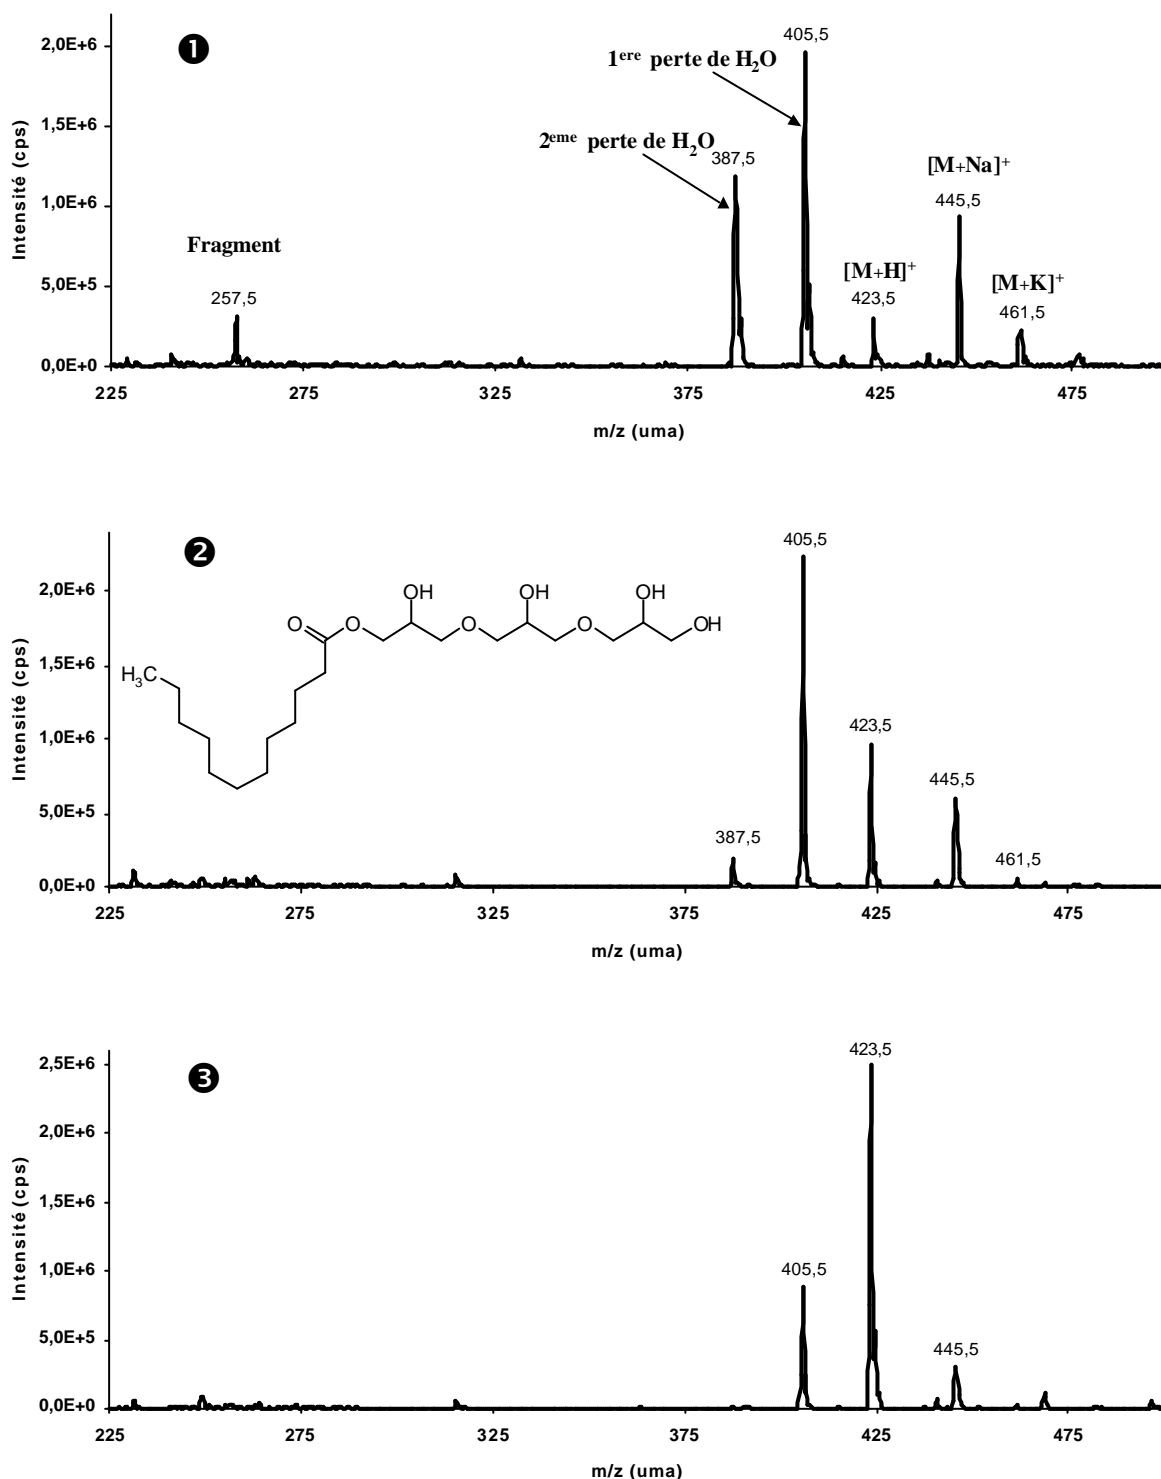 ❶
2,0E+6
1,5E+6
1,0E+6
5,0E+5
0,0E+0
Intensité (cps)
405,5
1ere perte de H2O
2eme perte de H2O
387,5
[M+Na]+
445,5
Fragment
257,5
[M+H]+
423,5
[M+K]+
461,5
225 275 325 375 425 475
m/z (uma)
❷
2,0E+6
1,5E+6
1,0E+6
5,0E+5
0,0E+0
Intensité (cps)
405,5
OH OH OH
O O O O OH
H3C
423,5
445,5
387,5
461,5
225 275 325 375 425 475
m/z (uma)
❸
2,5E+6
2,0E+6
1,5E+6
1,0E+6
5,0E+5
0,0E+0
Intensité (cps)
423,5
405,5
445,5
225 275 325 375 425 475
m/z (uma)